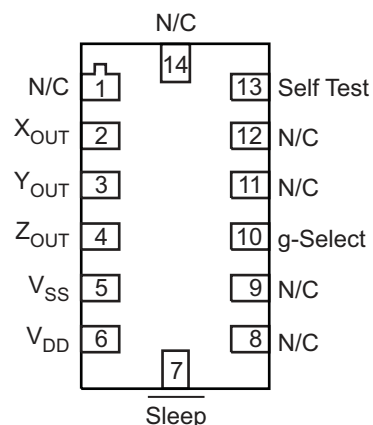 N/C
14
N/C 1 13 Self Test
XOUT 2 12 N/C
YOUT 3 11 N/C
ZOUT 4 10 g-Select
VSS 5 9 N/C
VDD 6 8 N/C
7
Sleep